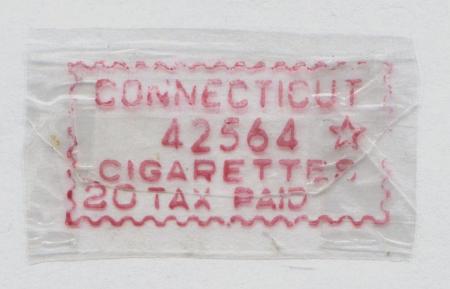 CONNECTICUT
42564 ☆
CIGARETTES
20 TAX PAID